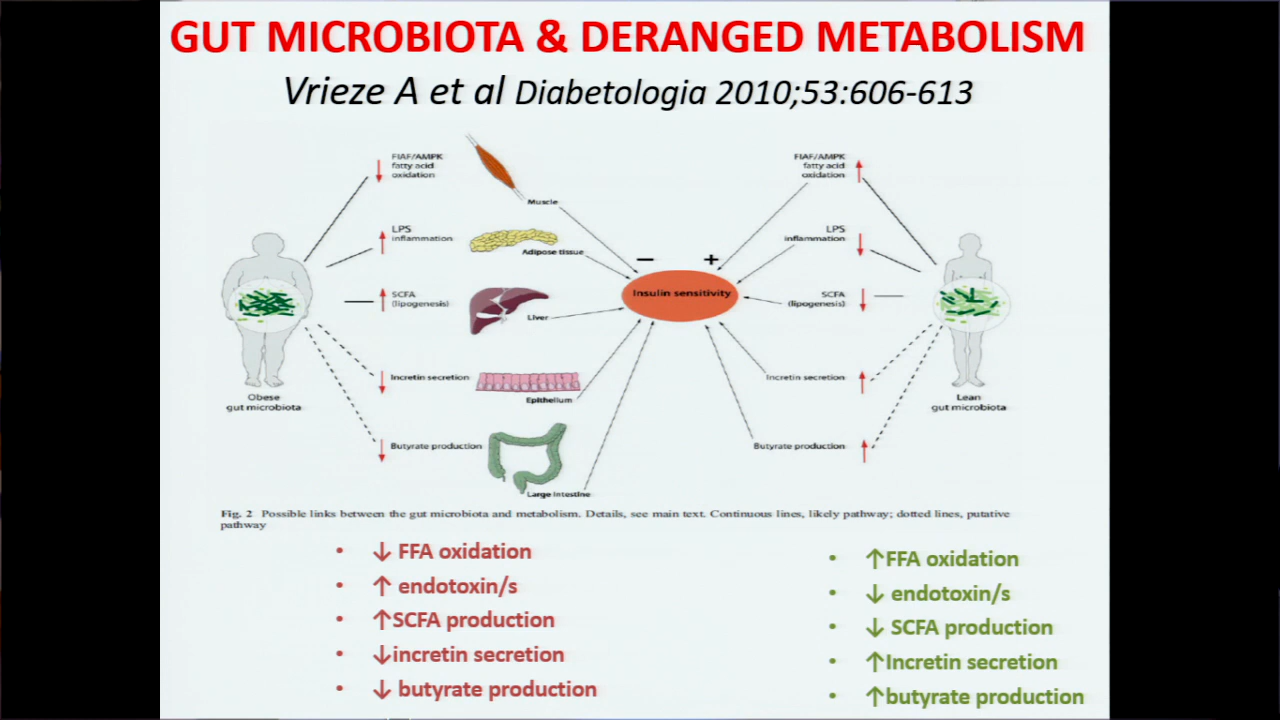 GUT MICROBIOTA & DERANGED METABOLISM
Vrieze A et al Diabetologia 2010;53:606-613
↓ FIAF/AMPK
fatty acid
oxidation
↑ LPS
inflammation
↑ SCFA
(lipogenesis)
↓ Incretin secretion
↓ Butyrate production
Obese
gut microbiota
Muscle
Adipose tissue
Liver
Epithelium
Large intestine
− +
Insulin sensitivity
FIAF/AMPK ↑
fatty acid
oxidation
LPS ↓
inflammation
SCFA ↓
(lipogenesis)
Incretin secretion ↑
Butyrate production ↑
Lean
gut microbiota
Fig. 2 Possible links between the gut microbiota and metabolism. Details, see main text. Continuous lines, likely pathway; dotted lines, putative
pathway
• ↓ FFA oxidation
• ↑ endotoxin/s
• ↑SCFA production
• ↓incretin secretion
• ↓ butyrate production
• ↑FFA oxidation
• ↓ endotoxin/s
• ↓ SCFA production
• ↑Incretin secretion
• ↑butyrate production